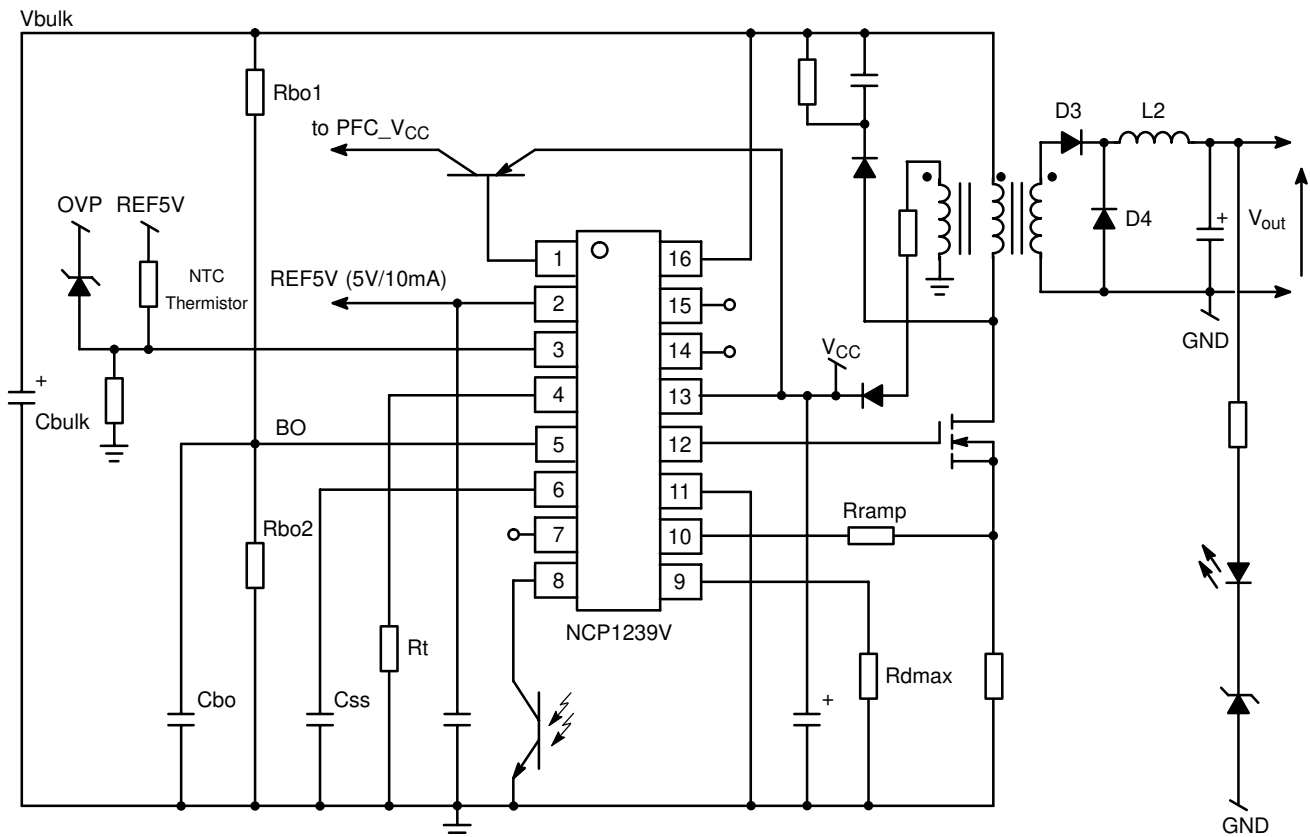 Vbulk
Rbo1
D3
L2
to PFC_VCC
OVP
REF5V
D4
+
Vout
NTC
Thermistor
REF5V (5V/10mA)
1
16
2
15
3
14
4
13
5
12
6
11
7
10
8
9
GND
VCC
+
Cbulk
BO
Rramp
Rbo2
NCP1239V
Rt
Rdmax
Cbo
Css
+
GND